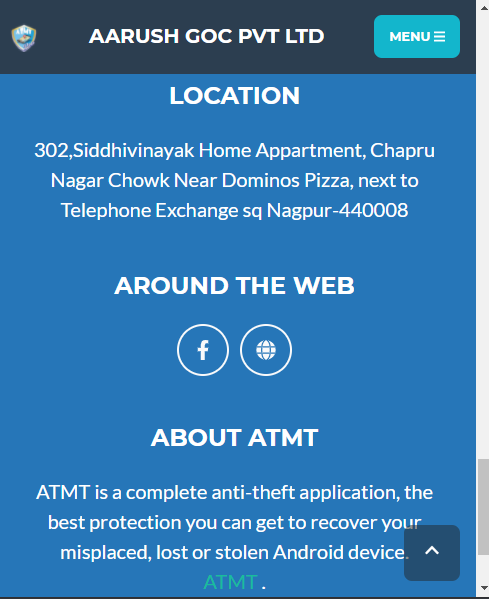 AARUSH GOC PVT LTD
MENU
LOCATION
302,Siddhivinayak Home Appartment, Chapru
Nagar Chowk Near Dominos Pizza, next to
Telephone Exchange sq Nagpur-440008
AROUND THE WEB
ABOUT ATMT
ATMT is a complete anti-theft application, the
best protection you can get to recover your
misplaced, lost or stolen Android device.
ATMT .